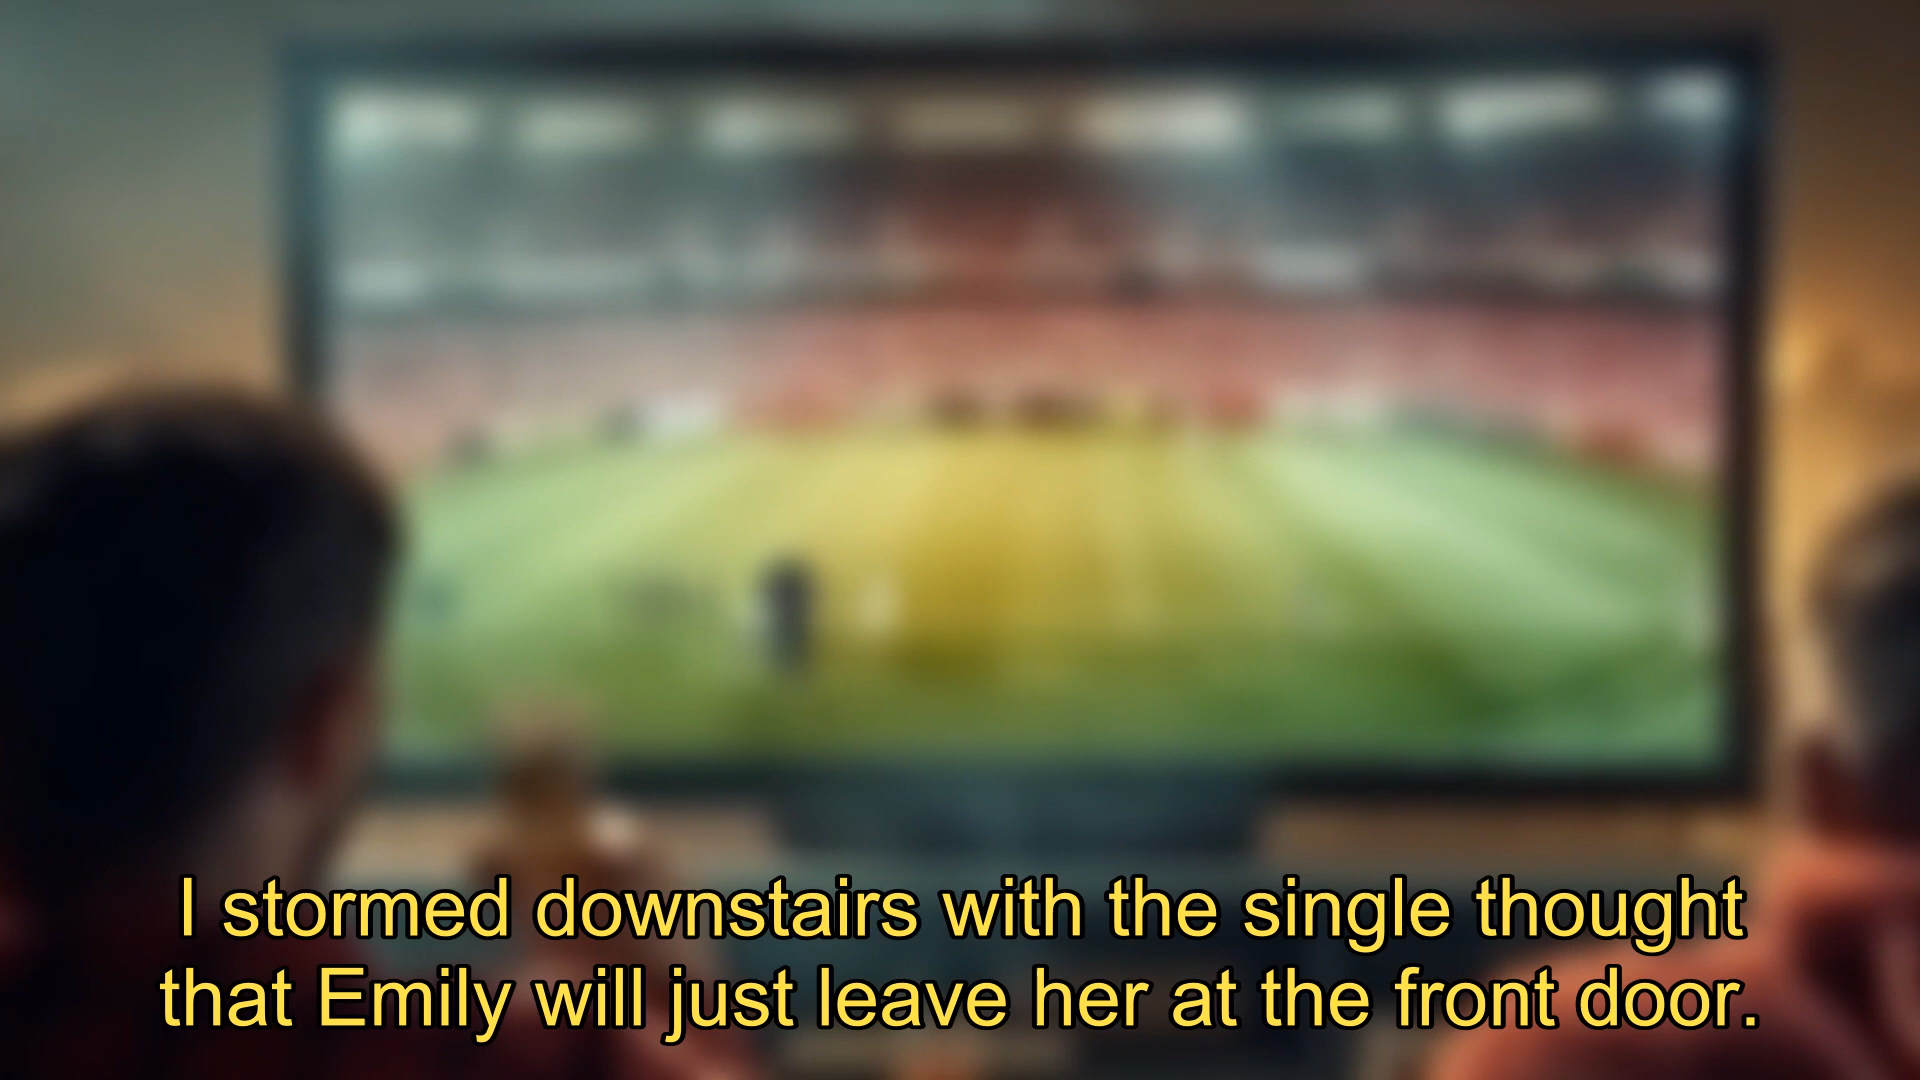 I stormed downstairs with the single thought
that Emily will just leave her at the front door.